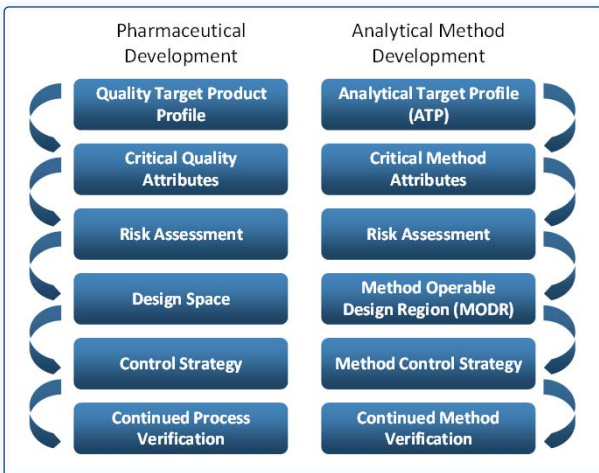 Pharmaceutical
Development
Quality Target Product
Profile
Critical Quality
Attributes
Risk Assessment
Design Space
Control Strategy
Continued Process
Verification
Analytical Method
Development
Analytical Target Profile
(ATP)
Critical Method
Attributes
Risk Assessment
Method Operable
Design Region (MODR)
Method Control Strategy
Continued Method
Verification